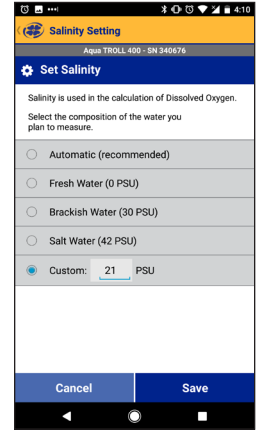 4:10
Salinity Setting
Aqua TROLL 400 - SN 340676
Set Salinity
Salinity is used in the calculation of Dissolved Oxygen.
Select the composition of the water you
plan to measure.
Automatic (recommended)
Fresh Water (0 PSU)
Brackish Water (30 PSU)
Salt Water (42 PSU)
Custom: 21 PSU
Cancel Save